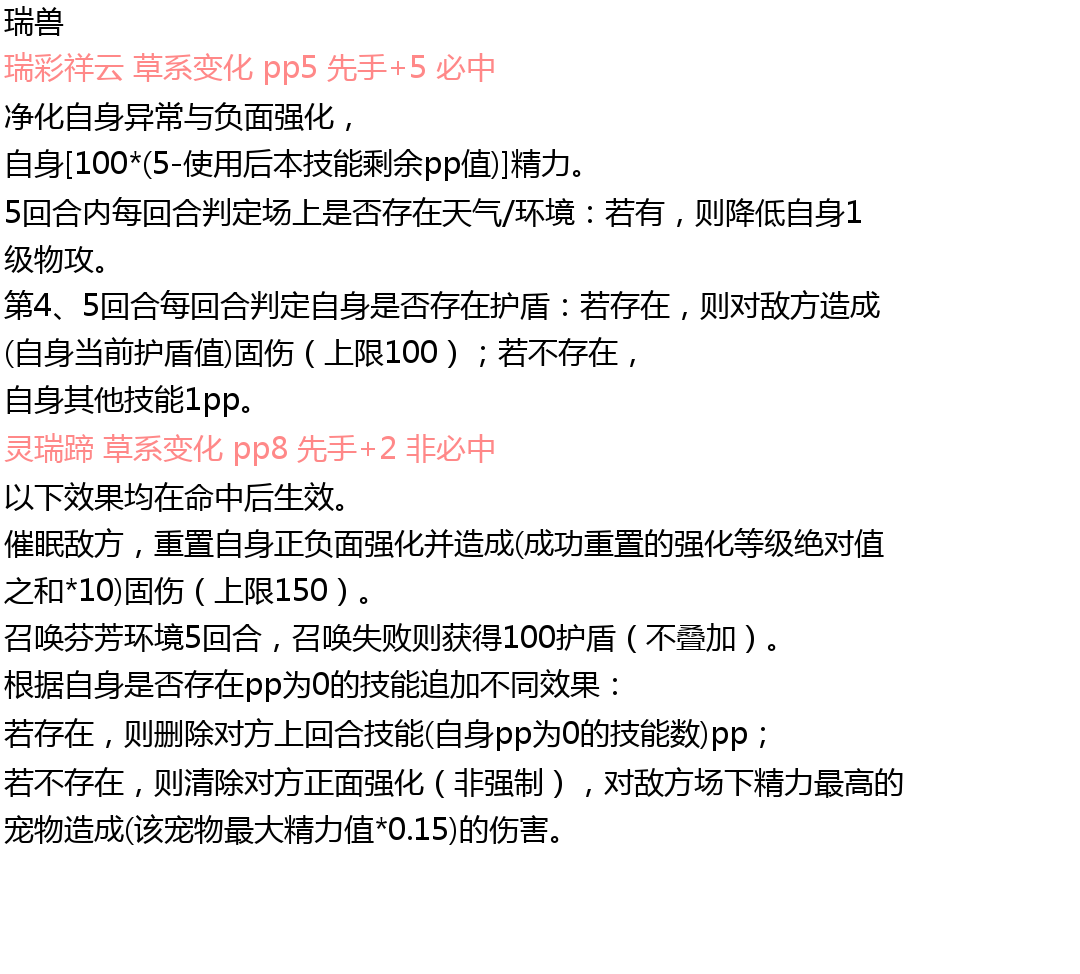 瑞兽
瑞彩祥云 草系变化 pp5 先手+5 必中
净化自身异常与负面强化，
自身[100*(5-使用后本技能剩余pp值)]精力。
5回合内每回合判定场上是否存在天气/环境：若有，则降低自身1
级物攻。
第4、5回合每回合判定自身是否存在护盾：若存在，则对敌方造成
(自身当前护盾值)固伤（上限100）；若不存在，
自身其他技能1pp。
灵瑞蹄 草系变化 pp8 先手+2 非必中
以下效果均在命中后生效。
催眠敌方，重置自身正负面强化并造成(成功重置的强化等级绝对值
之和*10)固伤（上限150）。
召唤芬芳环境5回合，召唤失败则获得100护盾（不叠加）。
根据自身是否存在pp为0的技能追加不同效果：
若存在，则删除对方上回合技能(自身pp为0的技能数)pp；
若不存在，则清除对方正面强化（非强制），对敌方场下精力最高的
宠物造成(该宠物最大精力值*0.15)的伤害。